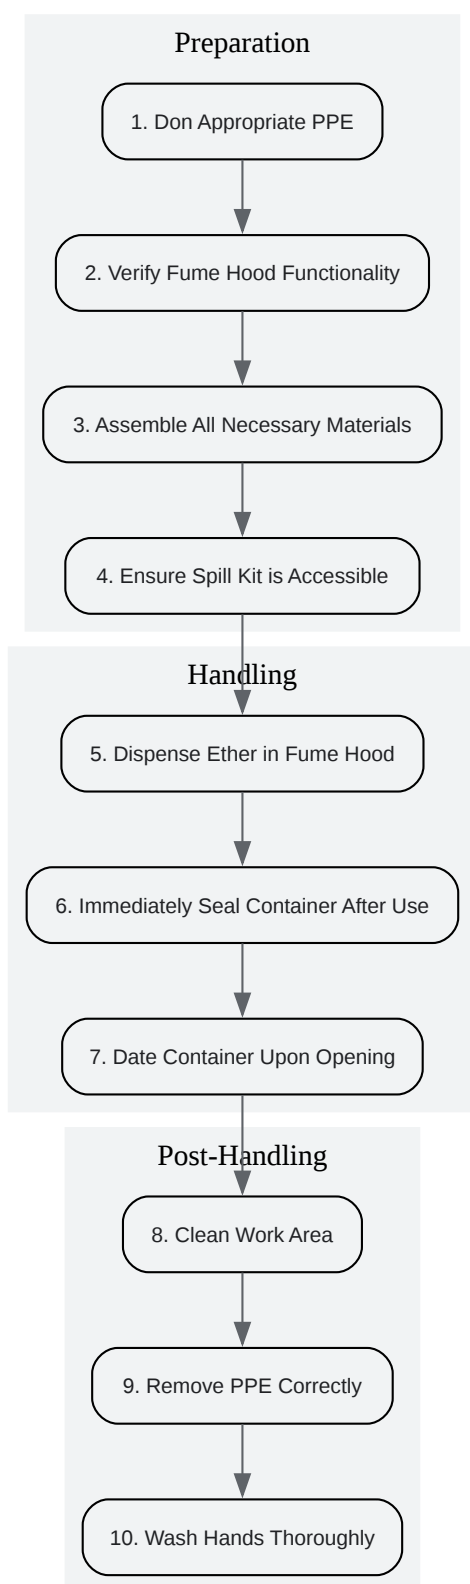 Preparation
1. Don Appropriate PPE
2. Verify Fume Hood Functionality
3. Assemble All Necessary Materials
4. Ensure Spill Kit is Accessible
Handling
5. Dispense Ether in Fume Hood
6. Immediately Seal Container After Use
7. Date Container Upon Opening
Post-Handling
8. Clean Work Area
9. Remove PPE Correctly
10. Wash Hands Thoroughly